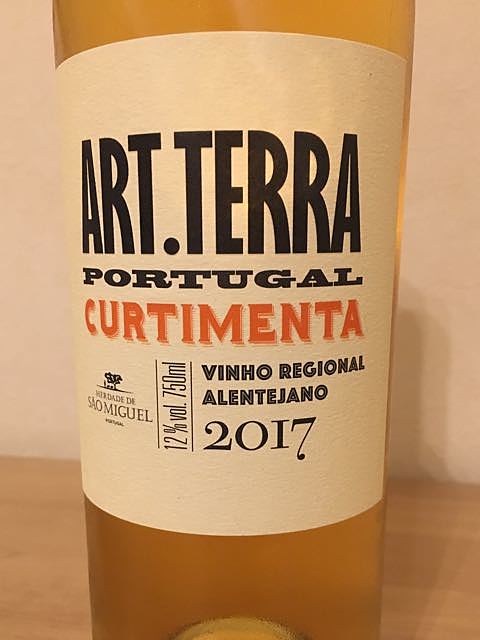 ART.TERRA
PORTUGAL
CURTIMENTA
HERDADE DE
SÃO MIGUEL
PORTUGAL
12%vol. 750ml
VINHO REGIONAL
ALENTEJANO
2017